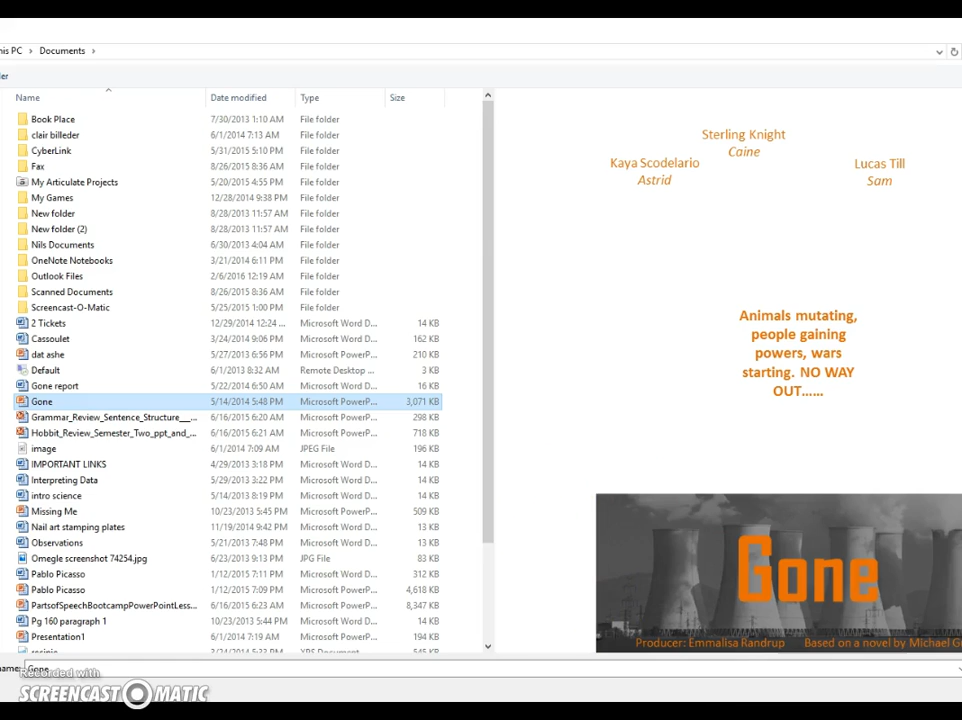 his PC > Documents >
er
Name Date modified Type Size
Book Place 7/30/2013 1:10 AM File folder
clair billeder 6/1/2014 7:13 AM File folder
CyberLink 5/31/2015 5:10 PM File folder
Fax 8/26/2015 8:36 AM File folder
My Articulate Projects 5/20/2015 4:55 PM File folder
My Games 12/28/2014 9:38 PM File folder
New folder 8/28/2013 11:57 AM File folder
New folder (2) 8/28/2013 11:57 AM File folder
Nils Documents 6/30/2013 4:04 AM File folder
OneNote Notebooks 3/21/2014 6:11 PM File folder
Outlook Files 2/6/2016 12:19 AM File folder
Scanned Documents 8/26/2015 8:36 AM File folder
Screencast-O-Matic 5/25/2015 1:00 PM File folder
2 Tickets 12/29/2014 12:24 ... Microsoft Word D... 14 KB
Cassoulet 3/24/2014 9:06 PM Microsoft Word D... 162 KB
dat ashe 5/27/2013 6:56 PM Microsoft PowerP... 210 KB
Default 6/1/2013 8:32 AM Remote Desktop ... 3 KB
Gone report 5/22/2014 6:50 AM Microsoft Word D... 16 KB
Gone 5/14/2014 5:48 PM Microsoft PowerP... 3,071 KB
Grammar_Review_Sentence_Structure__... 6/16/2015 6:20 AM Microsoft PowerP... 298 KB
Hobbit_Review_Semester_Two_ppt_and_... 6/16/2015 6:21 AM Microsoft PowerP... 718 KB
image 6/1/2014 7:09 AM JPEG File 196 KB
IMPORTANT LINKS 4/29/2013 3:18 PM Microsoft Word D... 14 KB
Interpreting Data 5/29/2013 3:22 PM Microsoft Word D... 14 KB
intro science 5/14/2013 8:19 PM Microsoft Word D... 14 KB
Missing Me 10/23/2013 5:45 PM Microsoft PowerP... 509 KB
Nail art stamping plates 11/19/2014 9:42 PM Microsoft Word D... 13 KB
Observations 5/21/2013 7:48 PM Microsoft Word D... 13 KB
Omegle screenshot 74254.jpg 6/23/2013 9:13 PM JPG File 83 KB
Pablo Picasso 1/12/2015 7:11 PM Microsoft Word D... 312 KB
Pablo Picasso 1/12/2015 7:09 PM Microsoft PowerP... 4,618 KB
PartsofSpeechBootcampPowerPointLess... 6/16/2015 6:23 AM Microsoft PowerP... 8,347 KB
Pg 160 paragraph 1 10/23/2013 5:44 PM Microsoft Word D... 14 KB
Presentation1 6/1/2014 7:19 AM Microsoft PowerP... 194 KB
name: Gone
Recorded with
SCREENCAST O MATIC
Sterling Knight
Caine
Kaya Scodelario
Astrid
Lucas Till
Sam
Animals mutating,
people gaining
powers, wars
starting. NO WAY
OUT......
Gone
Producer: Emmalisa Randrup Based on a novel by Michael G